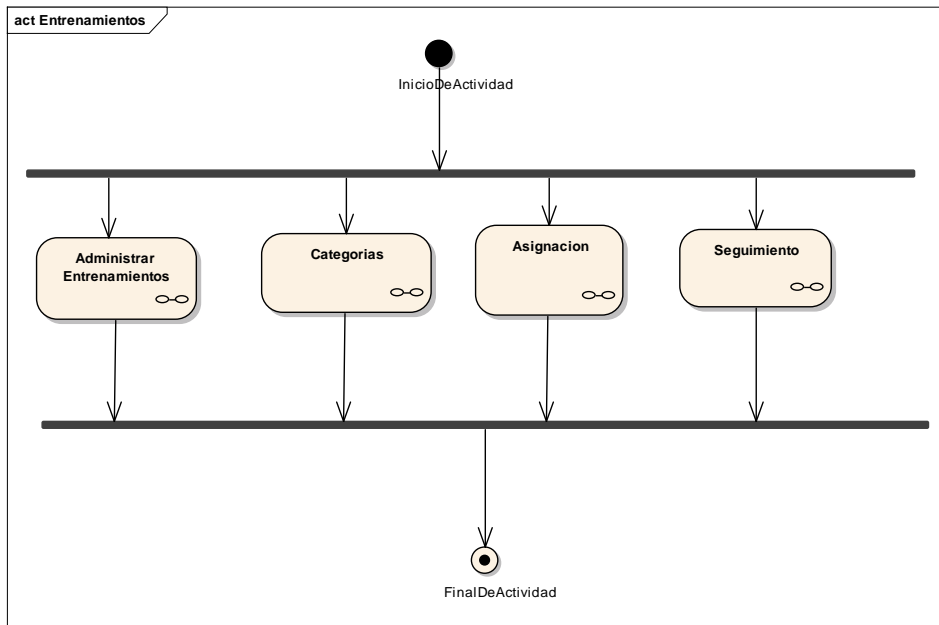 act Entrenamientos
InicioDeActividad
Administrar
Entrenamientos
Categorias
Asignacion
Seguimiento
FinalDeActividad